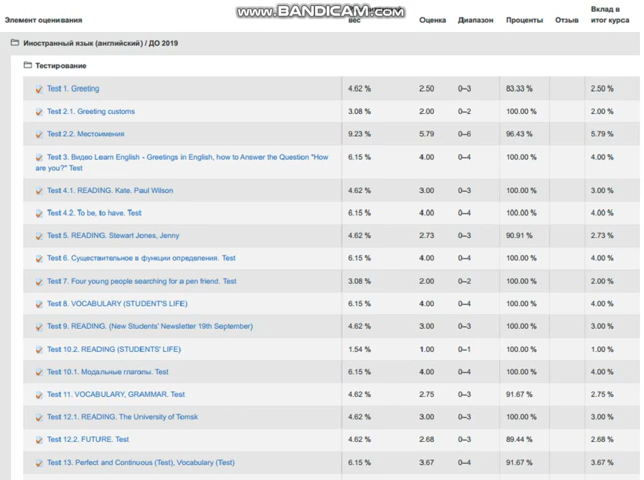 www.BANDICAM.com
Элемент оценивания вес Оценка Диапазон Проценты Отзыв Вклад в итог курса
Иностранный язык (английский) / ДО 2019
Тестирование
Test 1. Greeting 4.62 % 2.50 0–3 83.33 % 2.50 %
Test 2.1. Greeting customs 3.08 % 2.00 0–2 100.00 % 2.00 %
Test 2.2. Местоимения 9.23 % 5.79 0–6 96.43 % 5.79 %
Test 3. Видео Learn English - Greetings in English, how to Answer the Question "How are you?" Test 6.15 % 4.00 0–4 100.00 % 4.00 %
Test 4.1. READING. Kate. Paul Wilson 4.62 % 3.00 0–3 100.00 % 3.00 %
Test 4.2. To be, to have. Test 6.15 % 4.00 0–4 100.00 % 4.00 %
Test 5. READING. Stewart Jones, Jenny 4.62 % 2.73 0–3 90.91 % 2.73 %
Test 6. Существительное в функции определения. Test 6.15 % 4.00 0–4 100.00 % 4.00 %
Test 7. Four young people searching for a pen friend. Test 3.08 % 2.00 0–2 100.00 % 2.00 %
Test 8. VOCABULARY (STUDENT'S LIFE) 6.15 % 4.00 0–4 100.00 % 4.00 %
Test 9. READING. (New Students' Newsletter 19th September) 4.62 % 3.00 0–3 100.00 % 3.00 %
Test 10.2. READING (STUDENTS' LIFE) 1.54 % 1.00 0–1 100.00 % 1.00 %
Test 10.1. Модальные глаголы. Test 6.15 % 4.00 0–4 100.00 % 4.00 %
Test 11. VOCABULARY, GRAMMAR. Test 4.62 % 2.75 0–3 91.67 % 2.75 %
Test 12.1. READING. The University of Tomsk 4.62 % 3.00 0–3 100.00 % 3.00 %
Test 12.2. FUTURE. Test 4.62 % 2.68 0–3 89.44 % 2.68 %
Test 13. Perfect and Continuous (Test), Vocabulary (Test) 6.15 % 3.67 0–4 91.67 % 3.67 %